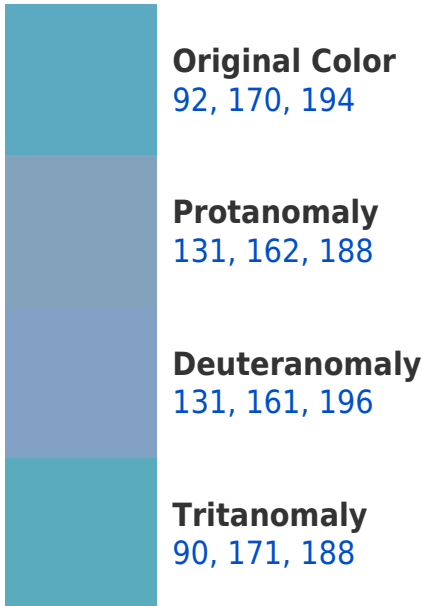 Original Color
92, 170, 194
Protanomaly
131, 162, 188
Deuteranomaly
131, 161, 196
Tritanomaly
90, 171, 188